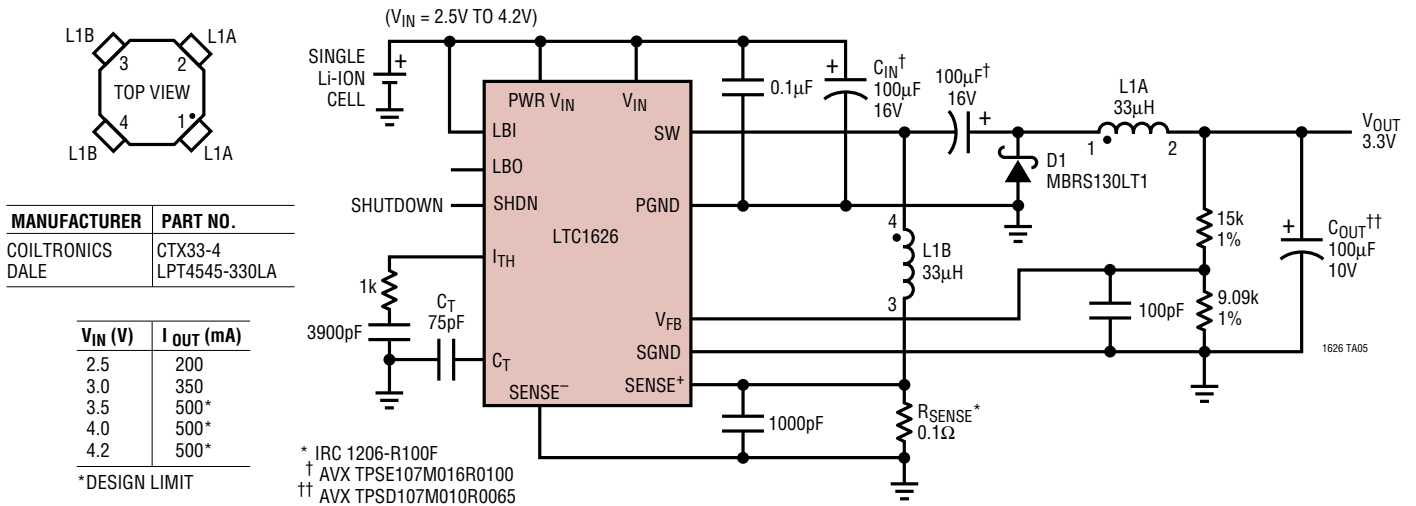 (VIN = 2.5V TO 4.2V)
L1B
L1A
3
2
TOP VIEW
4
1
L1B
L1A
MANUFACTURER PART NO.
COILTRONICS CTX33-4
DALE LPT4545-330LA
VIN (V) I OUT (mA)
2.5 200
3.0 350
3.5 500*
4.0 500*
4.2 500*
*DESIGN LIMIT
SINGLE
Li-ION
CELL
+
SHUTDOWN
1k
3900pF
CT
75pF
PWR VIN
VIN
LBI
LBO
SHDN
ITH
CT
SENSE–
SW
PGND
LTC1626
VFB
SGND
SENSE+
0.1µF
+
CIN†
100µF
16V
100µF†
16V
+
D1
MBRS130LT1
L1A
33µH
1
2
VOUT
3.3V
4
L1B
33µH
3
15k
1%
+
COUT††
100µF
10V
100pF
9.09k
1%
1626 TA05
1000pF
RSENSE*
0.1Ω
* IRC 1206-R100F
† AVX TPSE107M016R0100
†† AVX TPSD107M010R0065